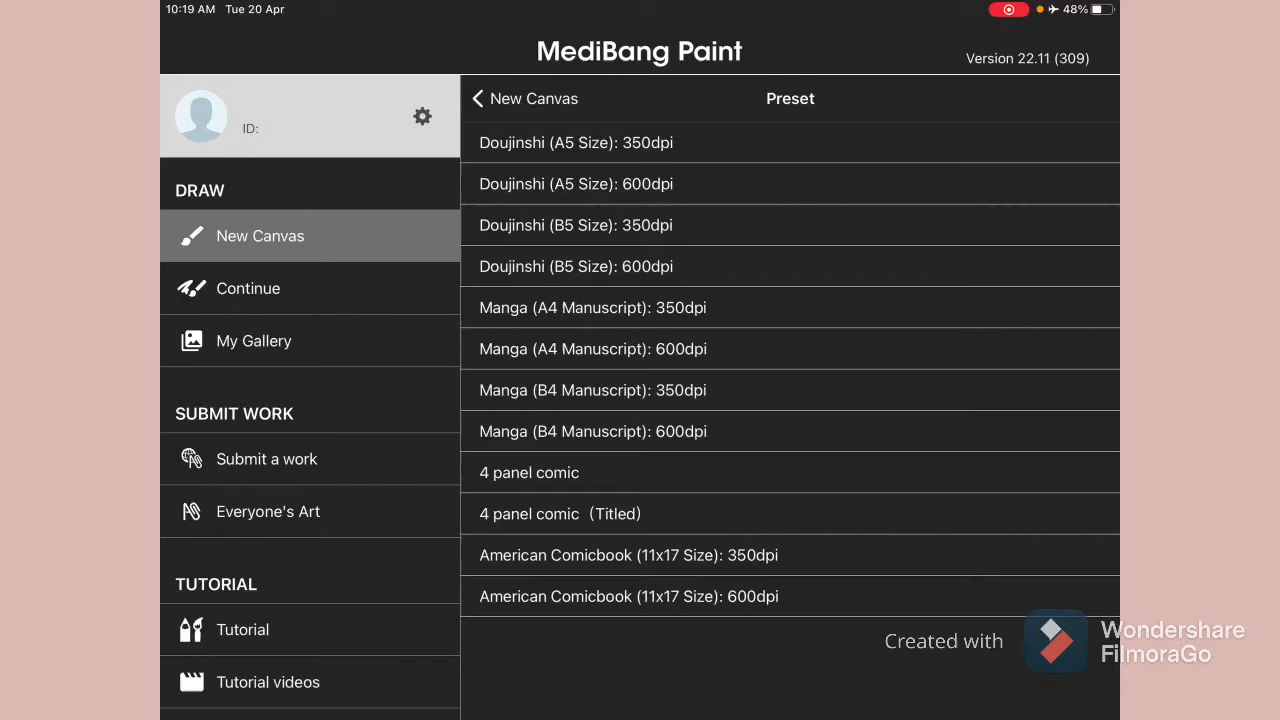 10:19 AM Tue 20 Apr
48%
MediBang Paint
Version 22.11 (309)
ID:
DRAW
New Canvas
Continue
My Gallery
SUBMIT WORK
Submit a work
Everyone's Art
TUTORIAL
Tutorial
Tutorial videos
New Canvas
Preset
Doujinshi (A5 Size): 350dpi
Doujinshi (A5 Size): 600dpi
Doujinshi (B5 Size): 350dpi
Doujinshi (B5 Size): 600dpi
Manga (A4 Manuscript): 350dpi
Manga (A4 Manuscript): 600dpi
Manga (B4 Manuscript): 350dpi
Manga (B4 Manuscript): 600dpi
4 panel comic
4 panel comic（Titled）
American Comicbook (11x17 Size): 350dpi
American Comicbook (11x17 Size): 600dpi
Created with
Wondershare
FilmoraGo